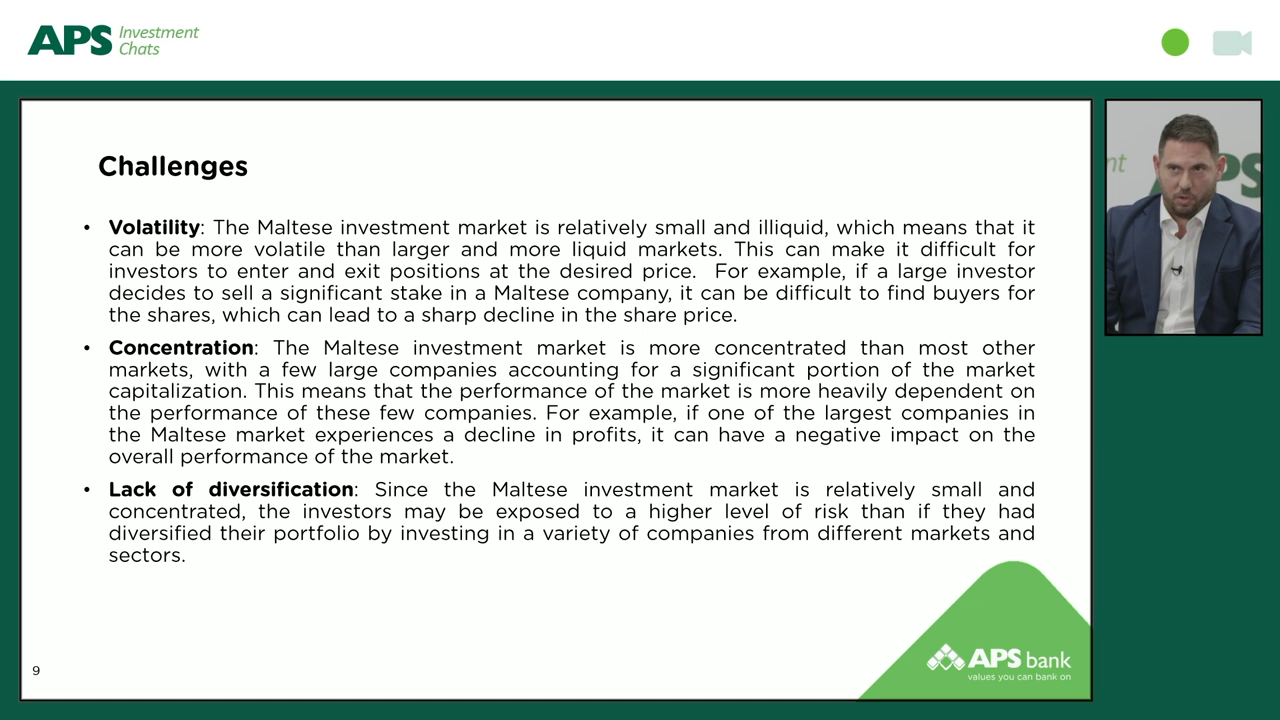 APS Investment
Chats
Challenges
• Volatility: The Maltese investment market is relatively small and illiquid, which means that it
can be more volatile than larger and more liquid markets. This can make it difficult for
investors to enter and exit positions at the desired price. For example, if a large investor
decides to sell a significant stake in a Maltese company, it can be difficult to find buyers for
the shares, which can lead to a sharp decline in the share price.
• Concentration: The Maltese investment market is more concentrated than most other
markets, with a few large companies accounting for a significant portion of the market
capitalization. This means that the performance of the market is more heavily dependent on
the performance of these few companies. For example, if one of the largest companies in
the Maltese market experiences a decline in profits, it can have a negative impact on the
overall performance of the market.
• Lack of diversification: Since the Maltese investment market is relatively small and
concentrated, the investors may be exposed to a higher level of risk than if they had
diversified their portfolio by investing in a variety of companies from different markets and
sectors.
9
APS bank
values you can bank on